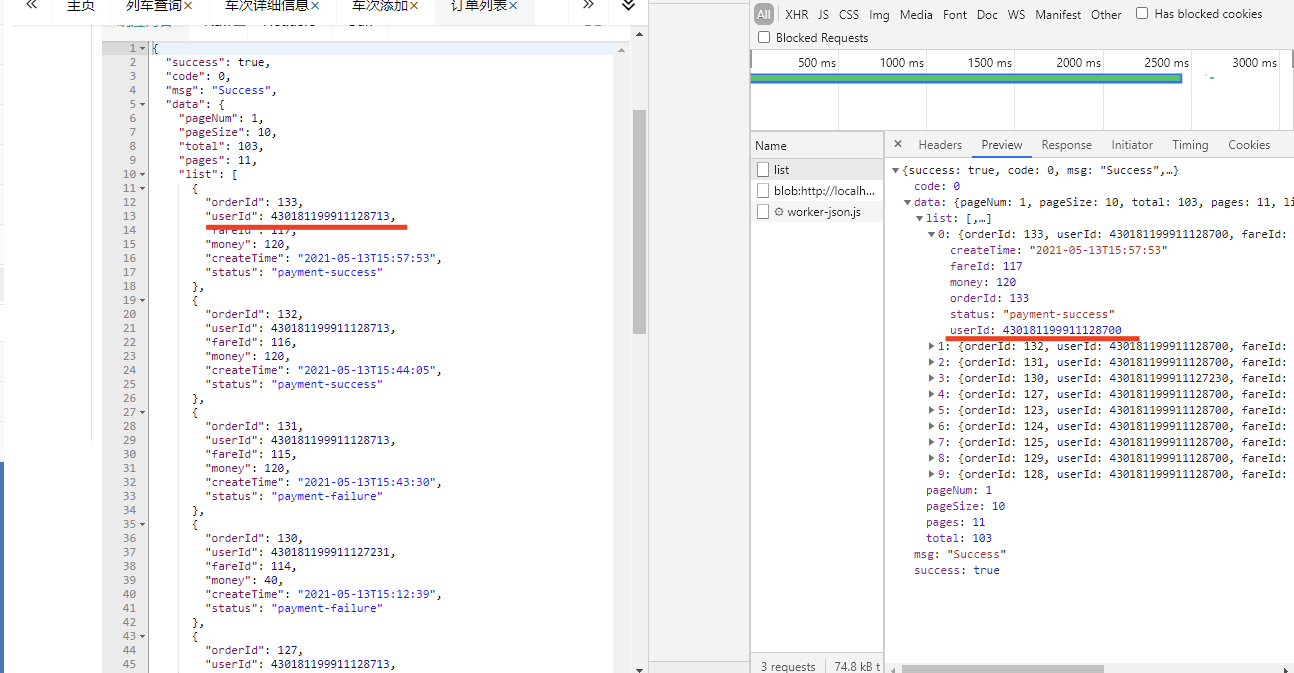 主页 列车查询× 车次详细信息× 车次添加× 订单列表×
1 {
2 "success": true,
3 "code": 0,
4 "msg": "Success",
5 "data": {
6 "pageNum": 1,
7 "pageSize": 10,
8 "total": 103,
9 "pages": 11,
10 "list": [
11 {
12 "orderId": 133,
13 "userId": 430181199911128713,
14 "fareId": 117,
15 "money": 120,
16 "createTime": "2021-05-13T15:57:53",
17 "status": "payment-success"
18 },
19 {
20 "orderId": 132,
21 "userId": 430181199911128713,
22 "fareId": 116,
23 "money": 120,
24 "createTime": "2021-05-13T15:44:05",
25 "status": "payment-success"
26 },
27 {
28 "orderId": 131,
29 "userId": 430181199911128713,
30 "fareId": 115,
31 "money": 120,
32 "createTime": "2021-05-13T15:43:30",
33 "status": "payment-failure"
34 },
35 {
36 "orderId": 130,
37 "userId": 430181199911127231,
38 "fareId": 114,
39 "money": 40,
40 "createTime": "2021-05-13T15:12:39",
41 "status": "payment-failure"
42 },
43 {
44 "orderId": 127,
45 "userId": 430181199911128713,
All XHR JS CSS Img Media Font Doc WS Manifest Other Has blocked cookies
Blocked Requests
500 ms 1000 ms 1500 ms 2000 ms 2500 ms 3000 ms
Name
list
blob:http://localh...
worker-json.js
3 requests 74.8 kB t
× Headers Preview Response Initiator Timing Cookies
{success: true, code: 0, msg: "Success",…}
code: 0
data: {pageNum: 1, pageSize: 10, total: 103, pages: 11, li
list: [,…]
0: {orderId: 133, userId: 430181199911128700, fareId:
createTime: "2021-05-13T15:57:53"
fareId: 117
money: 120
orderId: 133
status: "payment-success"
userId: 430181199911128700
1: {orderId: 132, userId: 430181199911128700, fareId:
2: {orderId: 131, userId: 430181199911128700, fareId:
3: {orderId: 130, userId: 430181199911127230, fareId:
4: {orderId: 127, userId: 430181199911128700, fareId:
5: {orderId: 123, userId: 430181199911128700, fareId:
6: {orderId: 124, userId: 430181199911128700, fareId:
7: {orderId: 125, userId: 430181199911128700, fareId:
8: {orderId: 129, userId: 430181199911128700, fareId:
9: {orderId: 128, userId: 430181199911128700, fareId:
pageNum: 1
pageSize: 10
pages: 11
total: 103
msg: "Success"
success: true